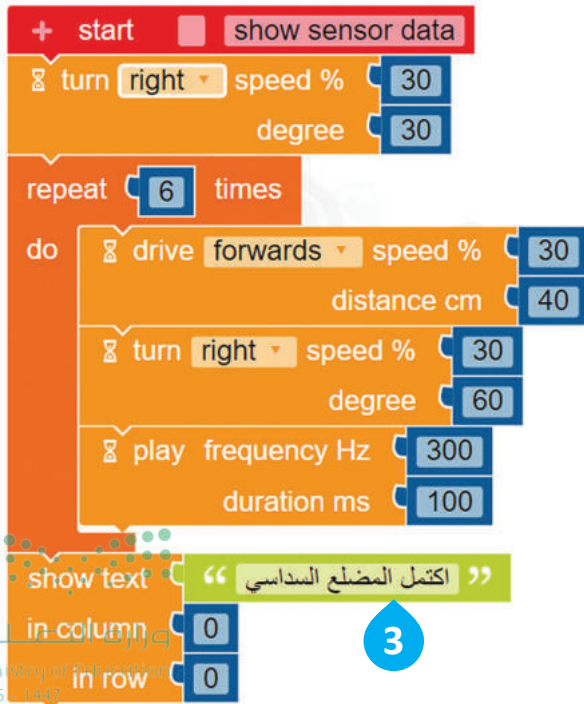 + start show sensor data
turn right speed % 30
degree 30
repeat 6 times
do drive forwards speed % 30
distance cm 40
turn right speed % 30
degree 60
play frequency Hz 300
duration ms 100
show text “ اكتمل المضلع السداسي ”
3
in column 0
in row 0
1447